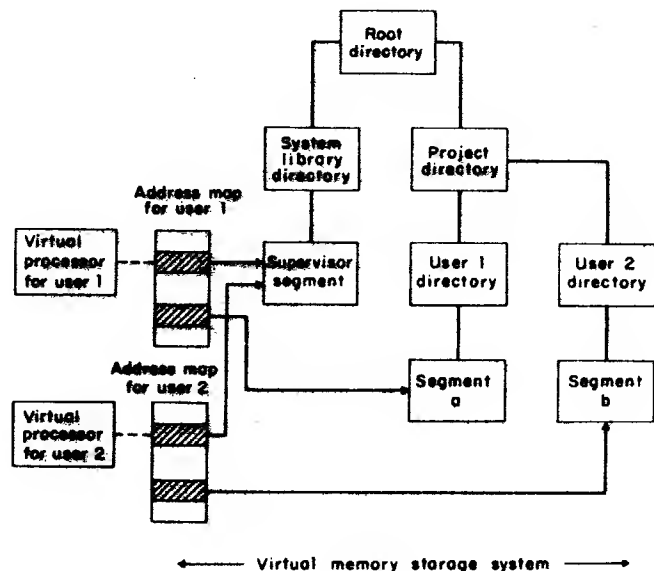 Root
directory
System
library
directory
Project
directory
Address map
for user 1
Virtual
processor
for user 1
Supervisor
segment
User 1
directory
User 2
directory
Address map
for user 2
Segment
a
Segment
b
Virtual
processor
for user 2
Virtual memory storage system